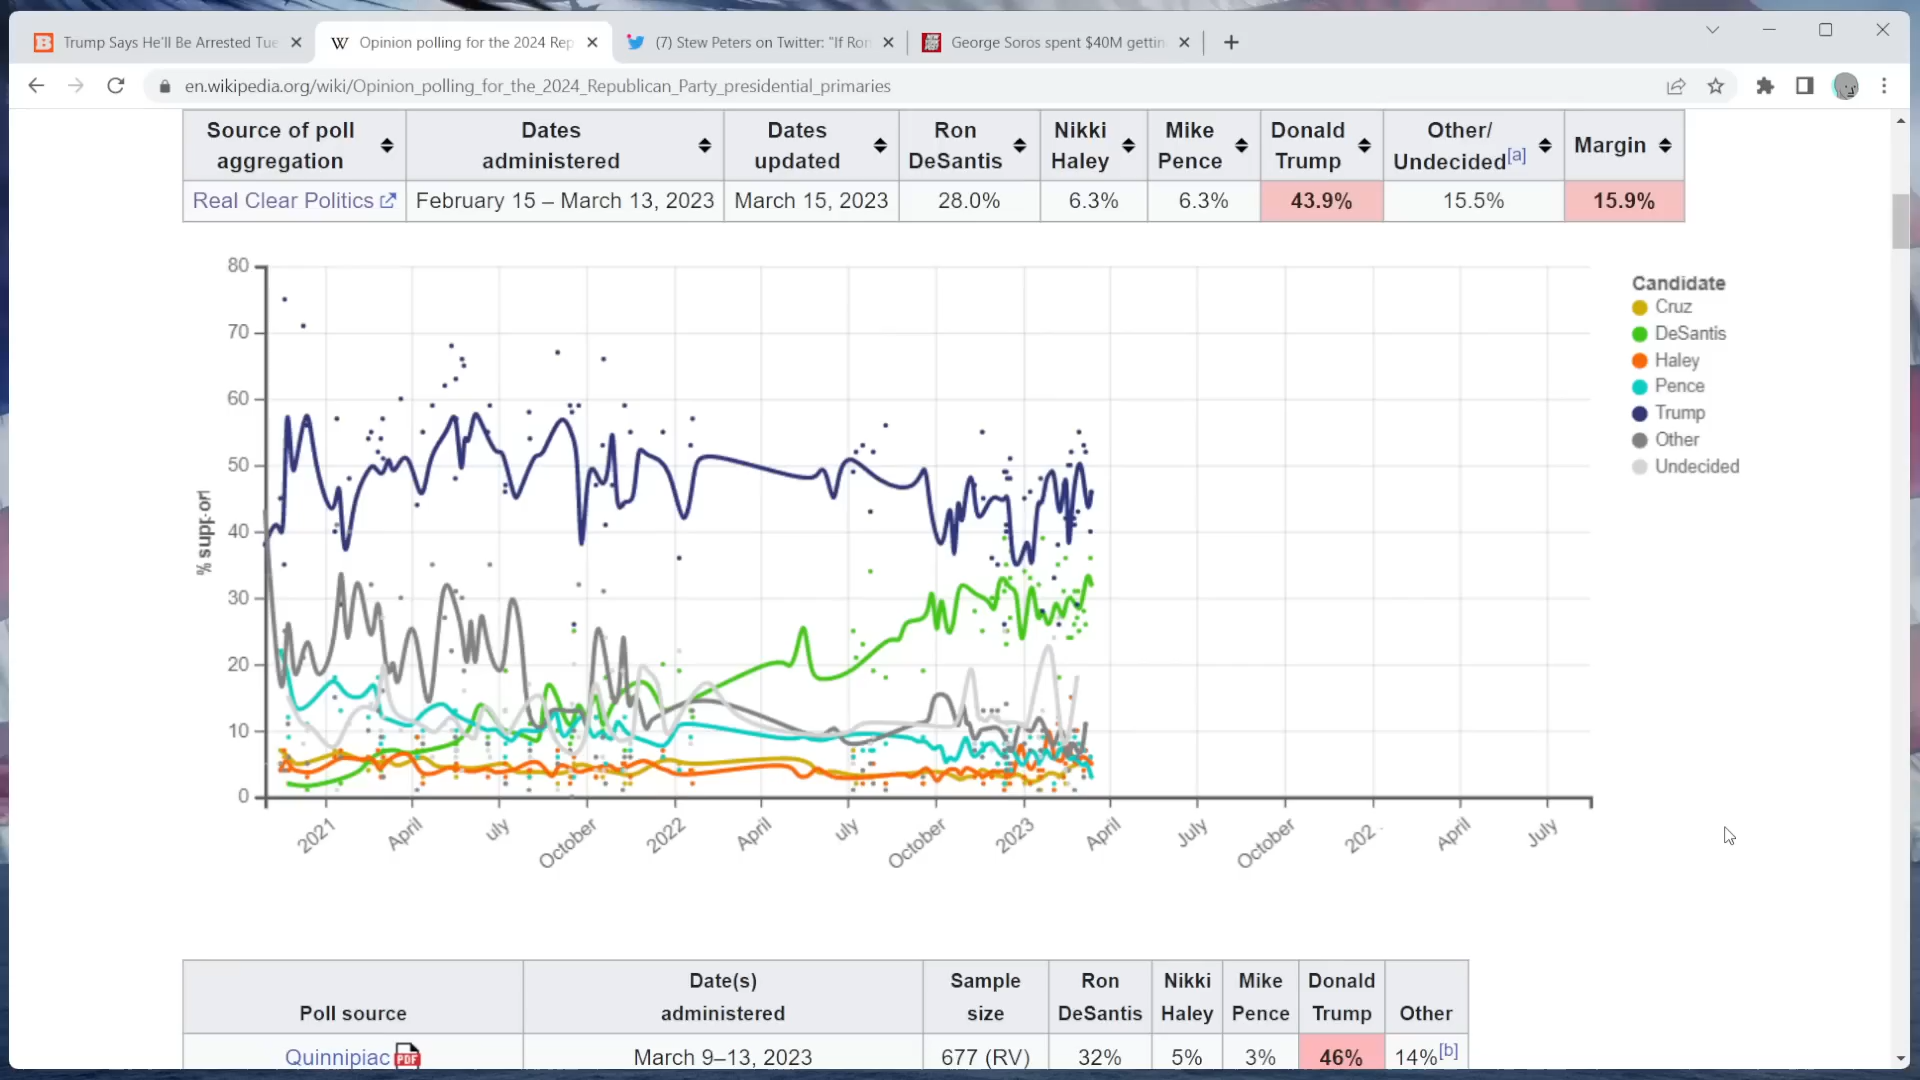 Trump Says He'll Be Arrested Tue
Opinion polling for the 2024 Rep
(7) Stew Peters on Twitter: "If Ron
George Soros spent $40M gettin
en.wikipedia.org/wiki/Opinion_polling_for_the_2024_Republican_Party_presidential_primaries
Source of poll aggregation Dates administered Dates updated Ron DeSantis Nikki Haley Mike Pence Donald Trump Other/ Undecided[a] Margin
Real Clear Politics February 15 – March 13, 2023 March 15, 2023 28.0% 6.3% 6.3% 43.9% 15.5% 15.9%
80
70
60
50
40
30
20
10
0
% suppor
2021 April uly October 2022 April uly October 2023 April July October 202 April July
Candidate
Cruz
DeSantis
Haley
Pence
Trump
Other
Undecided
Poll source Date(s) administered Sample size Ron DeSantis Nikki Haley Mike Pence Donald Trump Other
Quinnipiac PDF March 9–13, 2023 677 (RV) 32% 5% 3% 46% 14%[b]